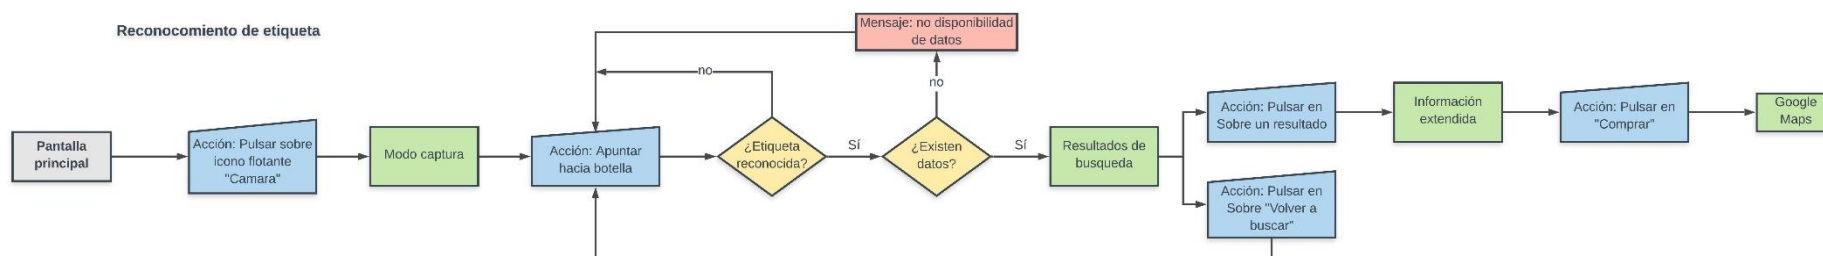 Reconocimiento de etiqueta
Mensaje: no disponibilidad
de datos
no
no
Pantalla
principal
Acción: Pulsar sobre
icono flotante
"Camara"
Modo captura
Acción: Apuntar
hacia botella
¿Etiqueta
reconocida?
Sí
¿Existen
datos?
Sí
Resultados de
busqueda
Acción: Pulsar en
Sobre un resultado
Información
extendida
Acción: Pulsar en
"Comprar"
Google
Maps
Acción: Pulsar en
Sobre "Volver a
buscar"